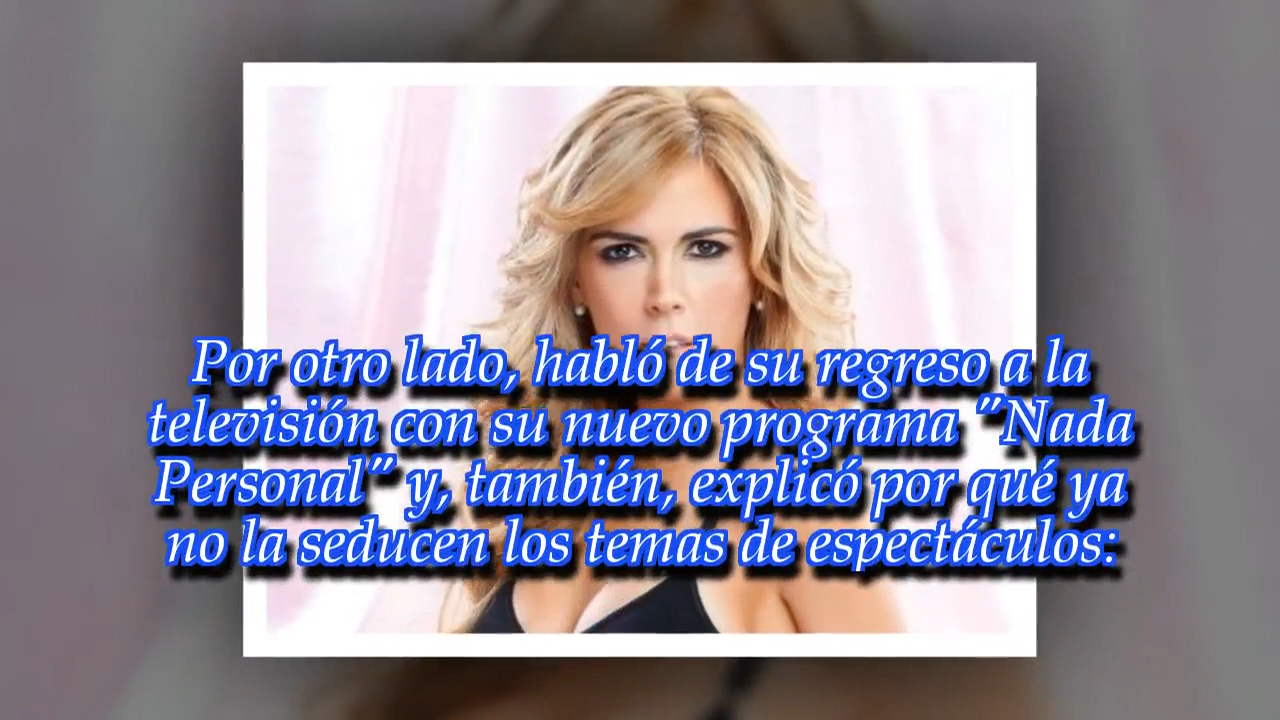 Por otro lado, habló de su regreso a la
televisión con su nuevo programa "Nada
Personal" y, también, explicó por qué ya
no la seducen los temas de espectáculos: